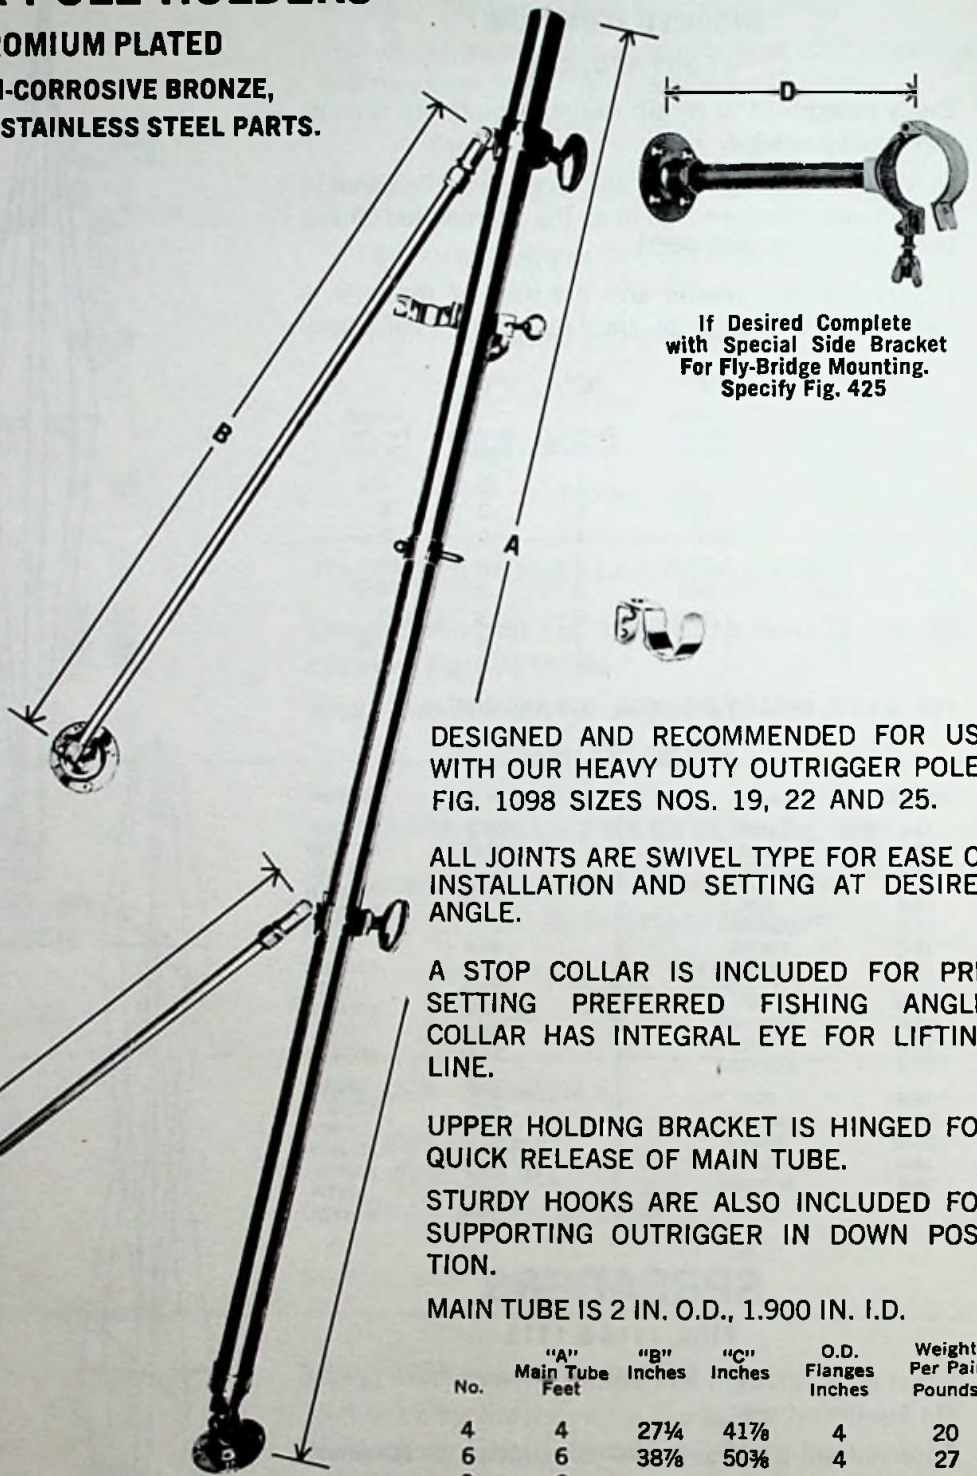 POLE HOLDERS
ROMIUM PLATED
-CORROSIVE BRONZE,
STAINLESS STEEL PARTS.
D
If Desired Complete
with Special Side Bracket
For Fly-Bridge Mounting.
Specify Fig. 425
B
A
DESIGNED AND RECOMMENDED FOR US
WITH OUR HEAVY DUTY OUTRIGGER POLE
FIG. 1098 SIZES NOS. 19, 22 AND 25.
ALL JOINTS ARE SWIVEL TYPE FOR EASE O
INSTALLATION AND SETTING AT DESIRE
ANGLE.
A STOP COLLAR IS INCLUDED FOR PR
SETTING PREFERRED FISHING ANGL
COLLAR HAS INTEGRAL EYE FOR LIFTIN
LINE.
UPPER HOLDING BRACKET IS HINGED FO
QUICK RELEASE OF MAIN TUBE.
STURDY HOOKS ARE ALSO INCLUDED FO
SUPPORTING OUTRIGGER IN DOWN POS
TION.
MAIN TUBE IS 2 IN. O.D., 1.900 IN. I.D.
No. "A" Main Tube Feet "B" Inches "C" Inches O.D. Flanges Inches Weight Per Pai Pounds
4 4 27¼ 41⅞ 4 20
6 6 38⅞ 50⅜ 4 27